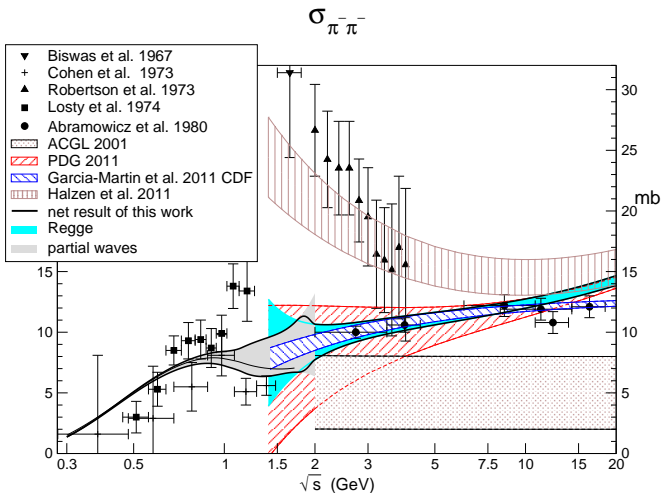 σπ⁻π⁻
Biswas et al. 1967
Cohen et al. 1973
Robertson et al. 1973
Losty et al. 1974
Abramowicz et al. 1980
ACGL 2001
PDG 2011
Garcia-Martin et al. 2011 CDF
Halzen et al. 2011
net result of this work
Regge
partial waves
30
25
mb
20
15 15
10 10
5 5
0 0
0.3 0.5 1 1.5 2 3 5 7.5 10 15 20
√s (GeV)